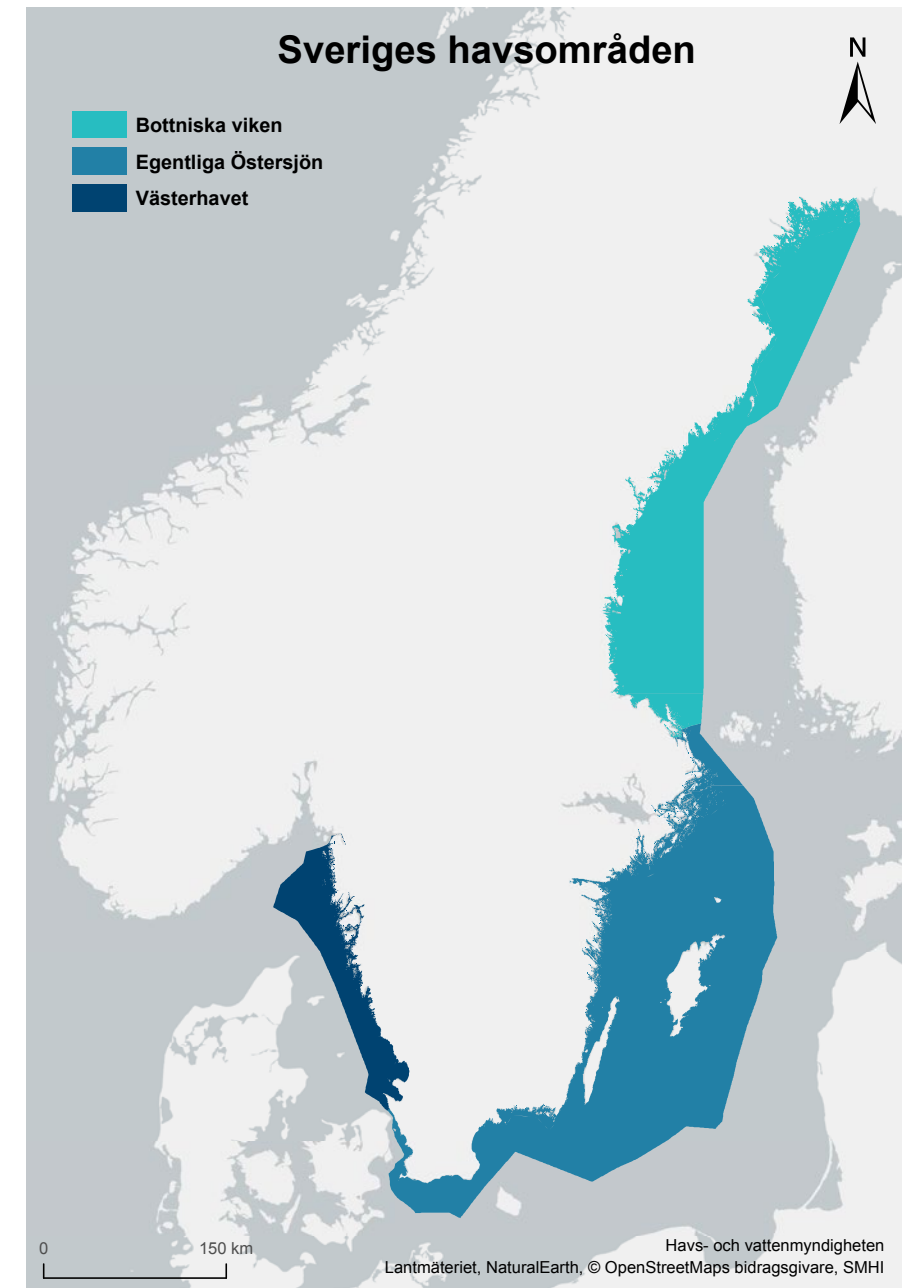 Sveriges havsområden
N
Bottniska viken
Egentliga Östersjön
Västerhavet
0 150 km
Havs- och vattenmyndigheten
Lantmäteriet, NaturalEarth, © OpenStreetMaps bidragsgivare, SMHI